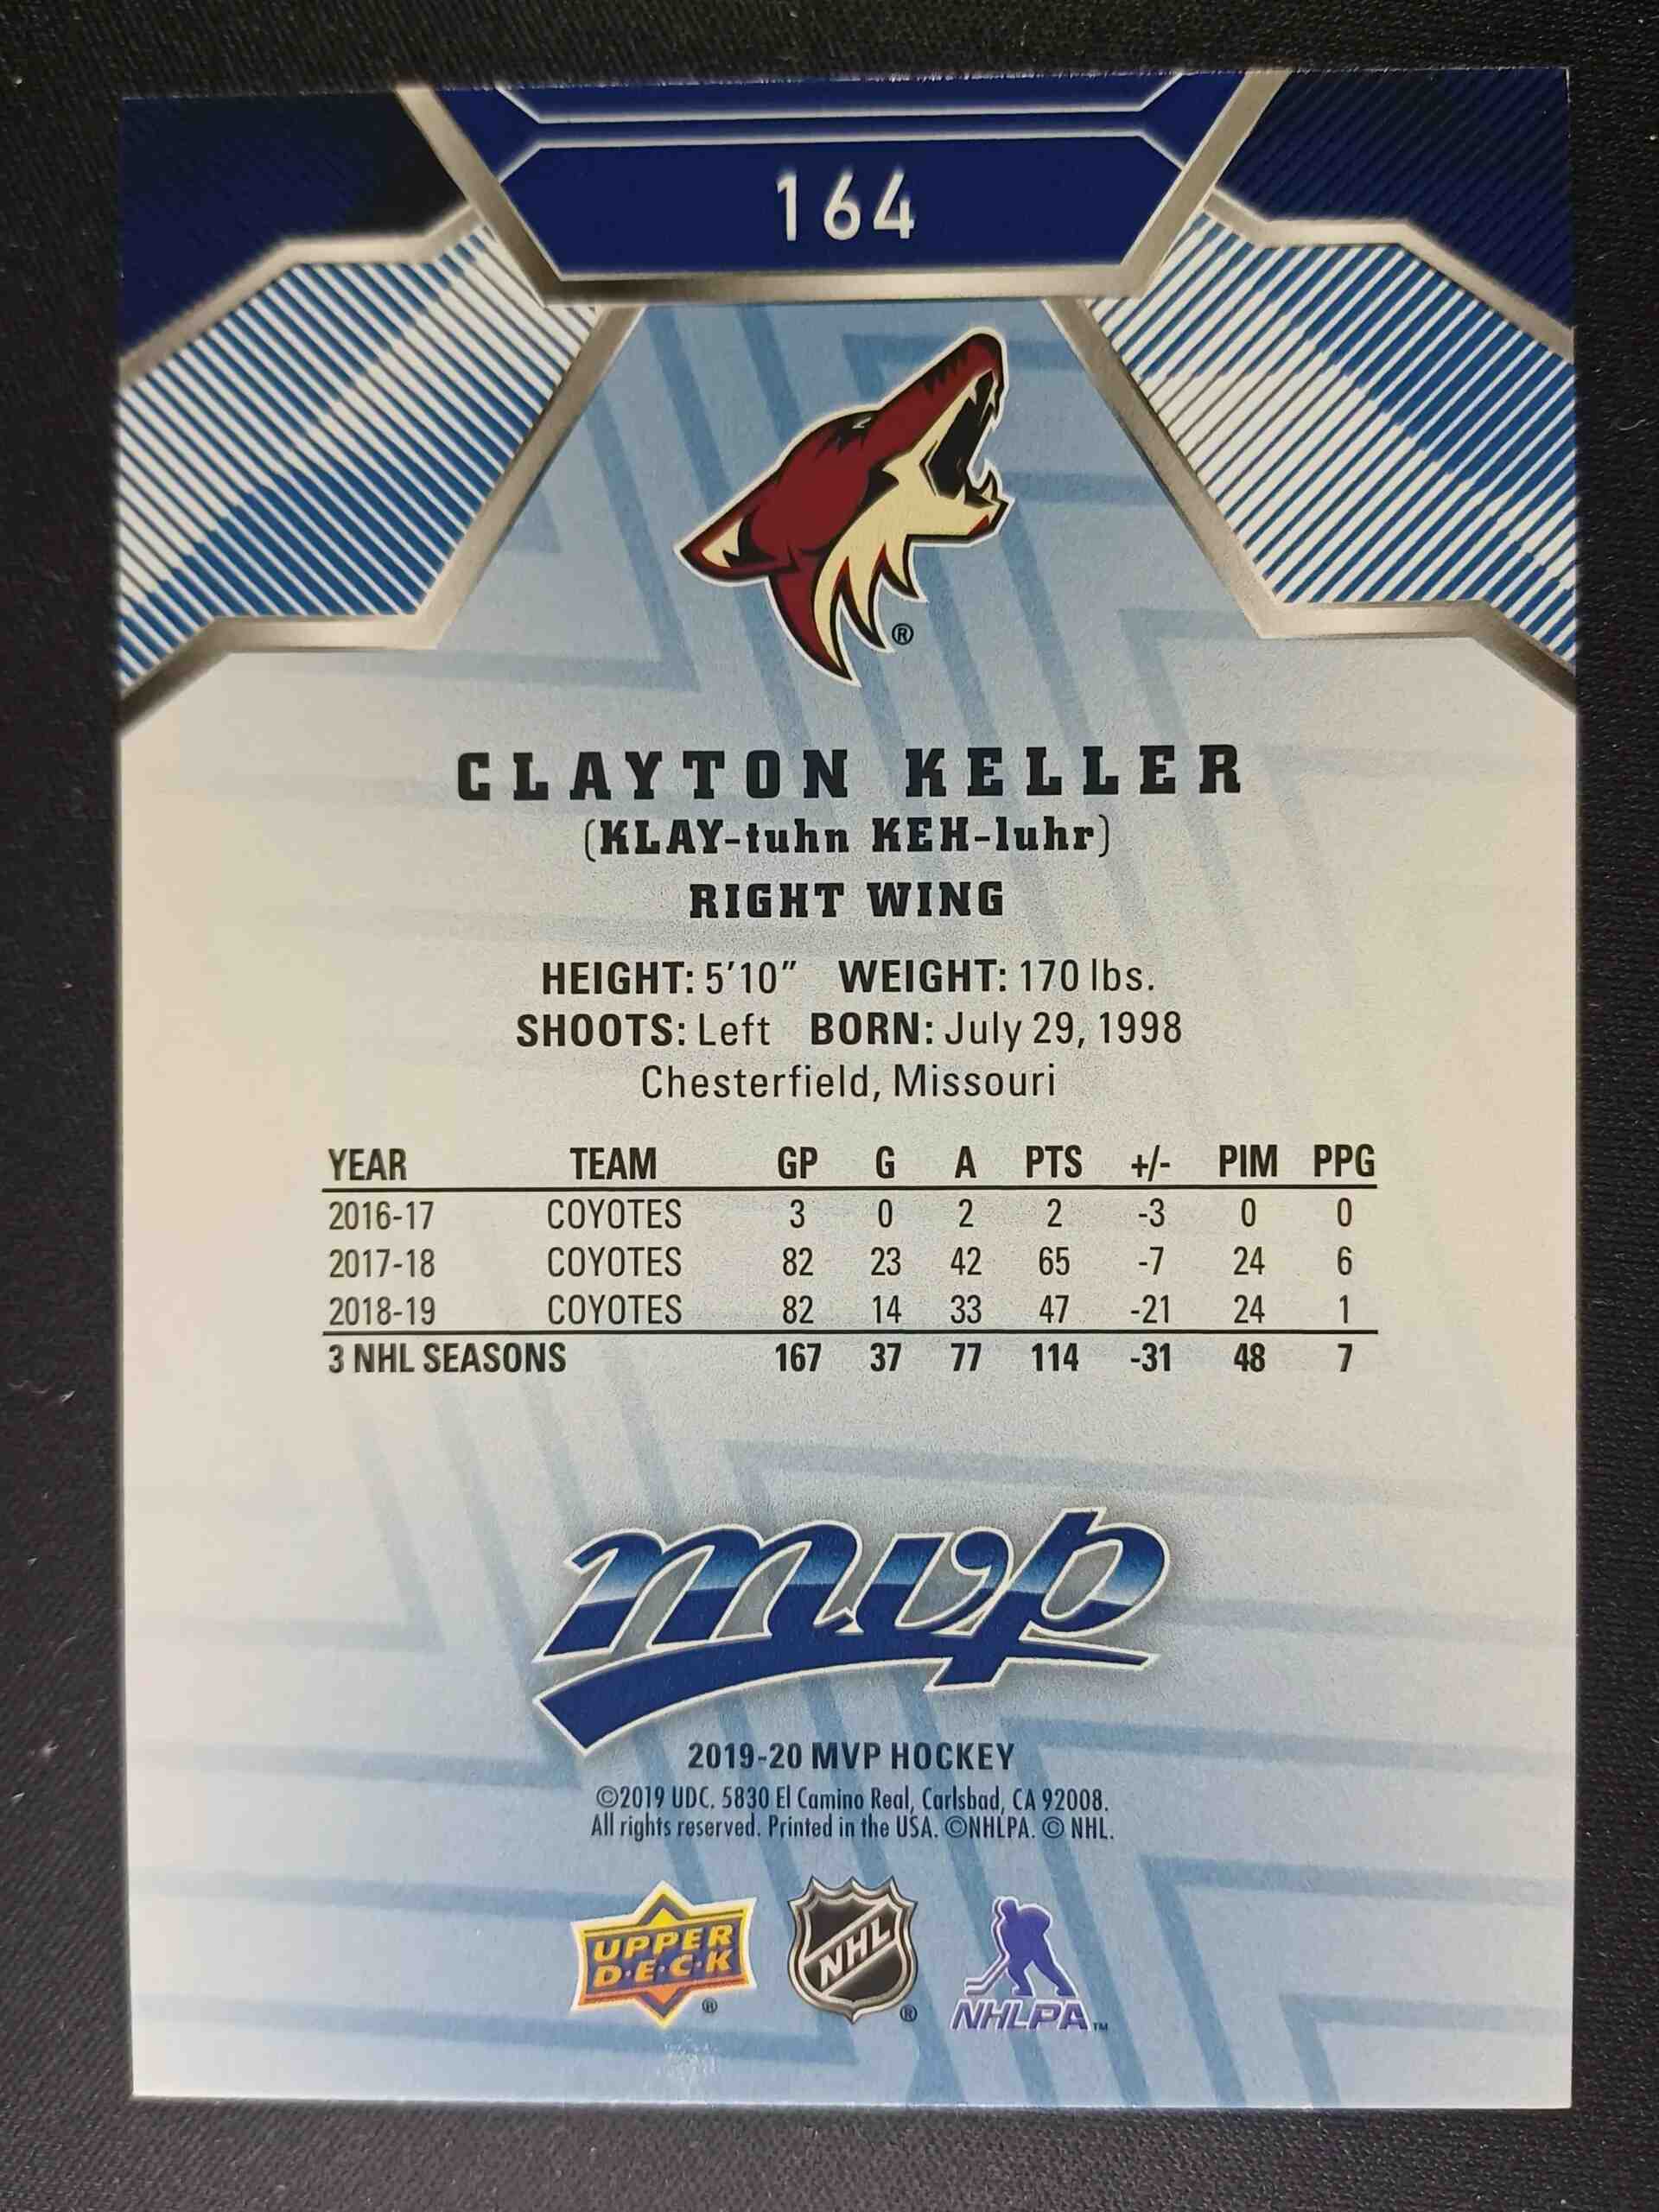 164
®
CLAYTON KELLER
(KLAY-tuhn KEH-luhr)
RIGHT WING
HEIGHT: 5'10" WEIGHT: 170 lbs.
SHOOTS: Left BORN: July 29, 1998
Chesterfield, Missouri
YEAR TEAM GP G A PTS +/- PIM PPG
2016-17 COYOTES 3 0 2 2 -3 0 0
2017-18 COYOTES 82 23 42 65 -7 24 6
2018-19 COYOTES 82 14 33 47 -21 24 1
3 NHL SEASONS 167 37 77 114 -31 48 7
mvp
2019-20 MVP HOCKEY
©2019 UDC. 5830 El Camino Real, Carlsbad, CA 92008.
All rights reserved. Printed in the USA. ©NHLPA. © NHL.
UPPER
D·E·C·K ®
NHL ®
NHLPA™